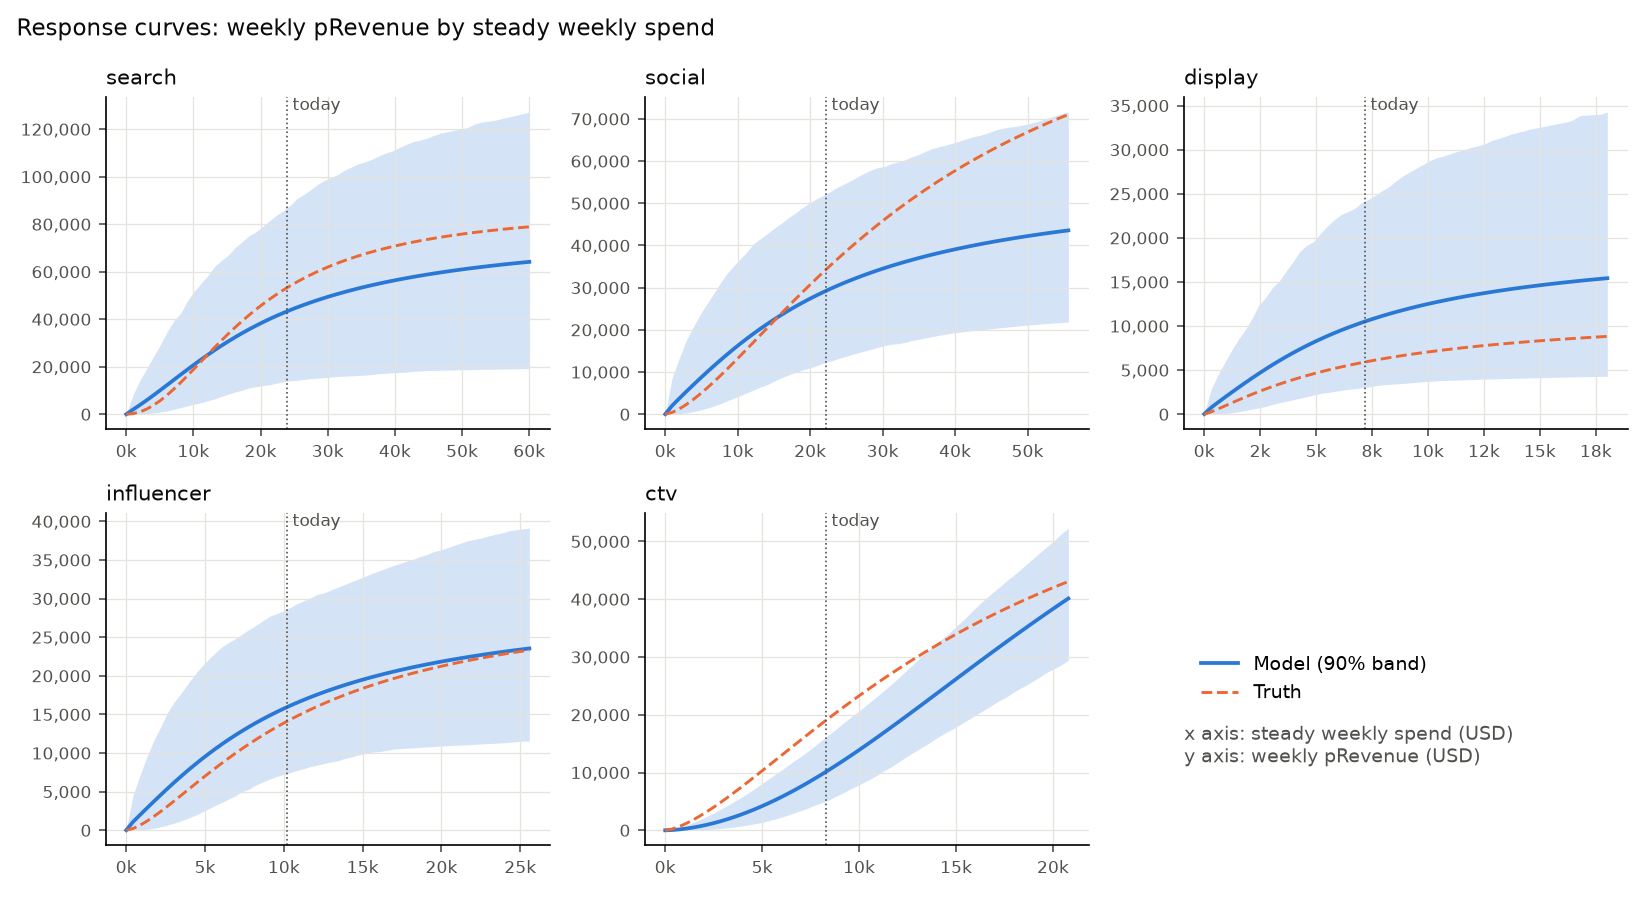 Response curves: weekly pRevenue by steady weekly spend
search
today
120,000
100,000
80,000
60,000
40,000
20,000
0
0k 10k 20k 30k 40k 50k 60k
social
today
70,000
60,000
50,000
40,000
30,000
20,000
10,000
0
0k 10k 20k 30k 40k 50k
display
today
35,000
30,000
25,000
20,000
15,000
10,000
5,000
0
0k 2k 5k 8k 10k 12k 15k 18k
influencer
today
40,000
35,000
30,000
25,000
20,000
15,000
10,000
5,000
0
0k 5k 10k 15k 20k 25k
ctv
today
50,000
40,000
30,000
20,000
10,000
0
0k 5k 10k 15k 20k
Model (90% band)
Truth
x axis: steady weekly spend (USD)
y axis: weekly pRevenue (USD)